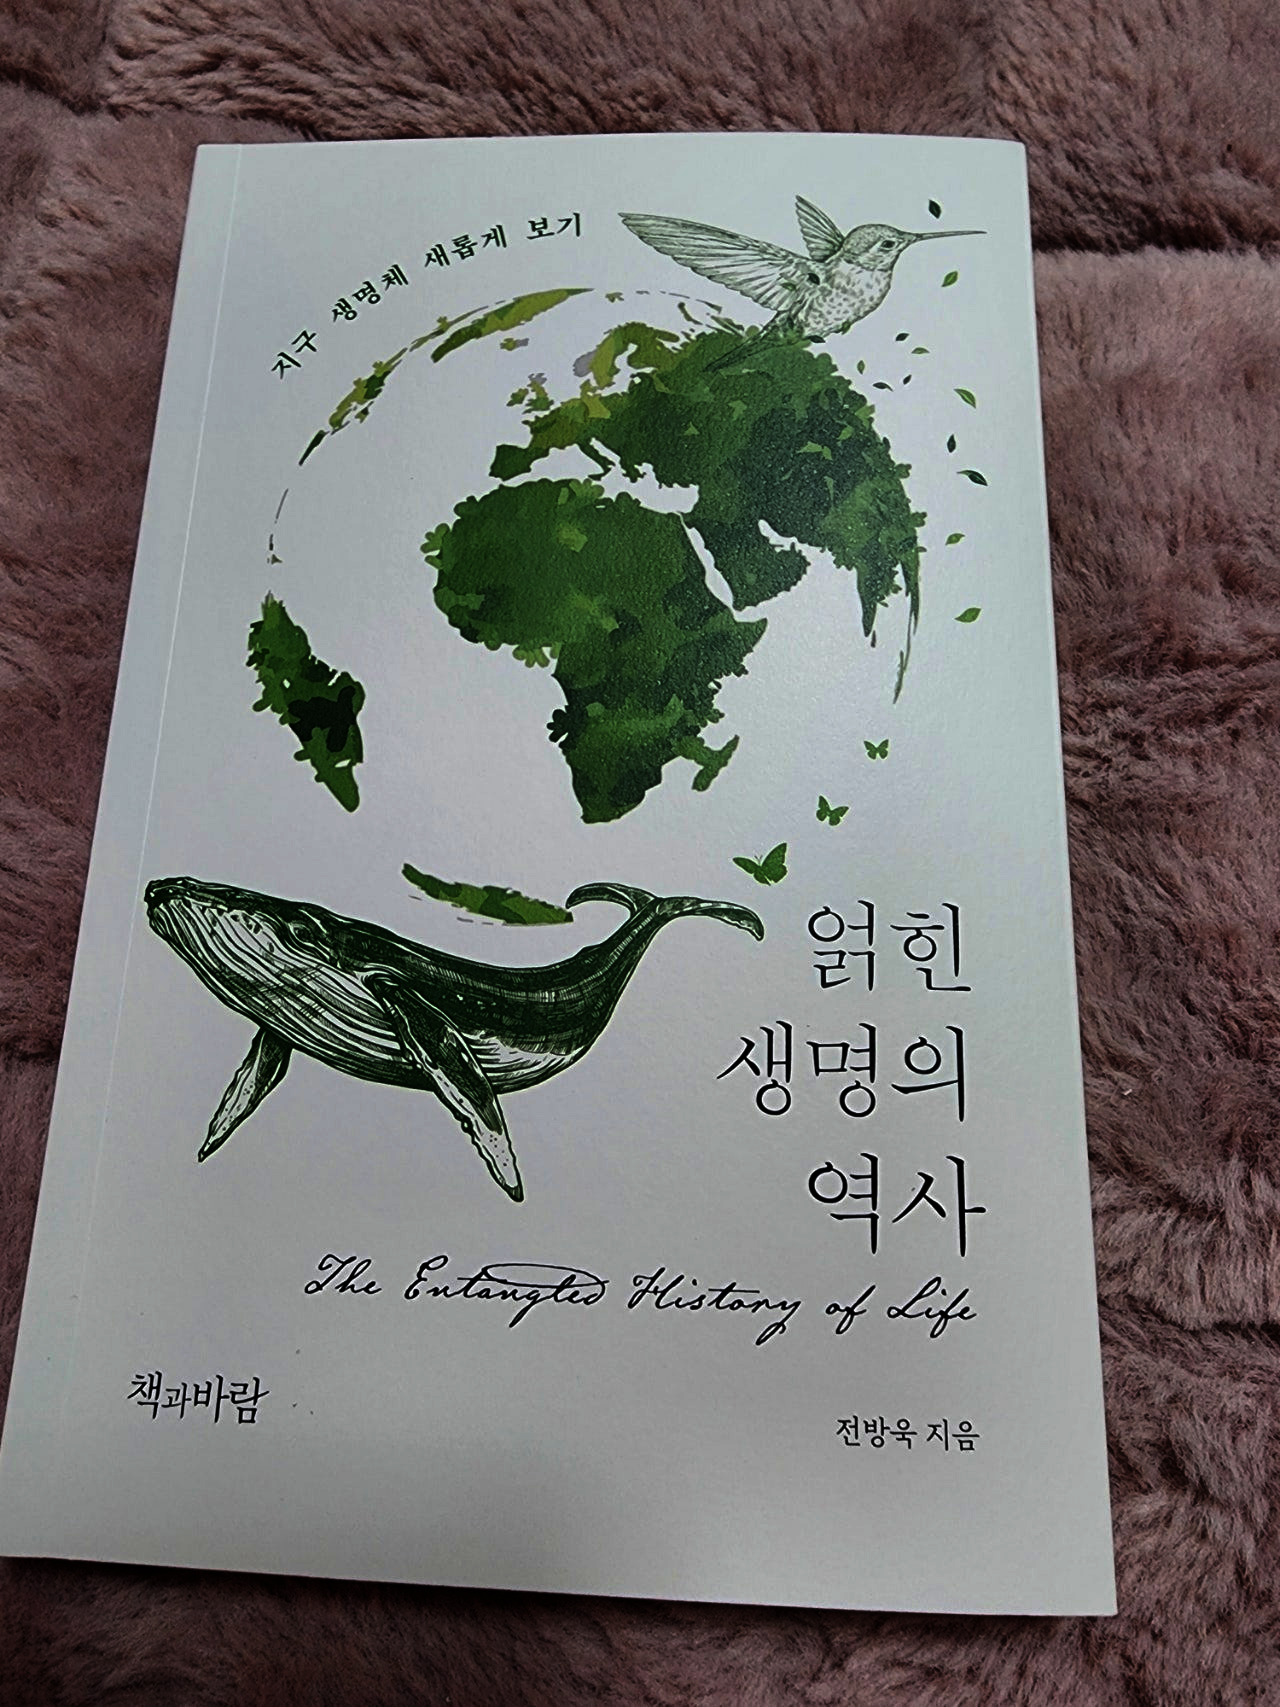 지구 생명체 새롭게 보기
얽힌
생명의
역사
The Entangled History of Life
책과바람
전방욱 지음